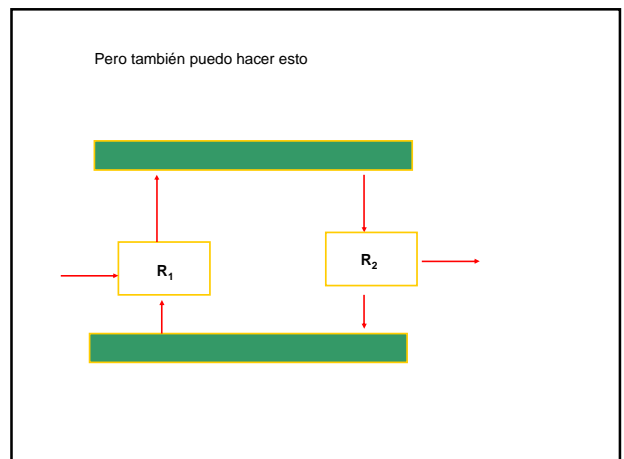 Pero también puedo hacer esto
R₁
R₂